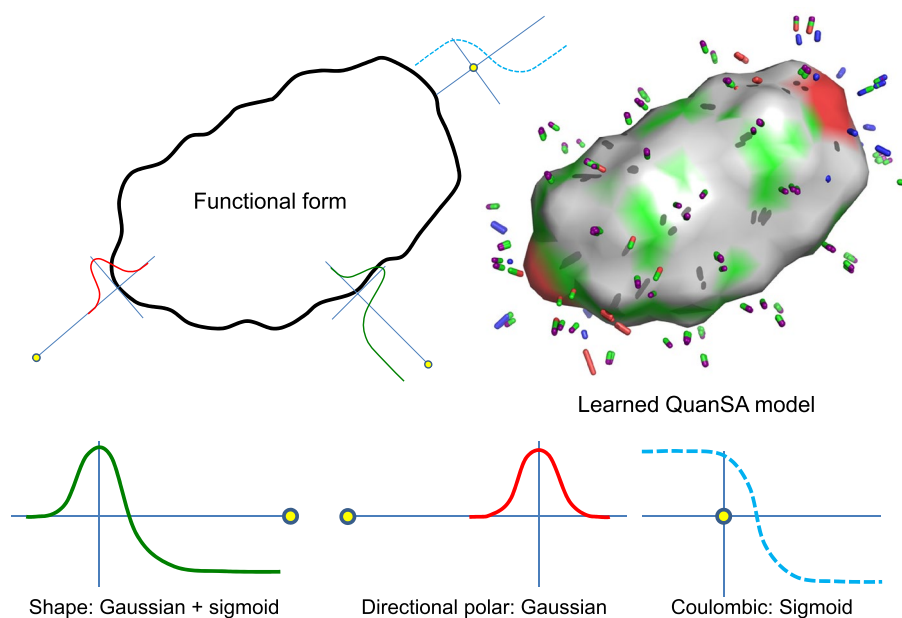 Functional form
Learned QuanSA model
Shape: Gaussian + sigmoid
Directional polar: Gaussian
Coulombic: Sigmoid